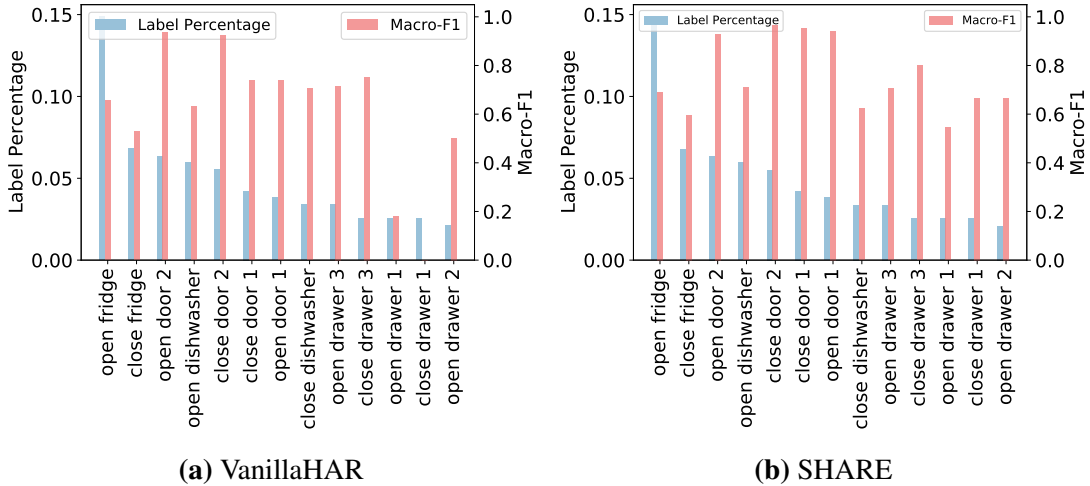 Label Percentage
Macro-F1
0.15
0.10
0.05
0.00
Label Percentage
1.0
0.8
0.6
0.4
0.2
0.0
Macro-F1
open fridge
close fridge
open door 2
open dishwasher
close door 2
close door 1
open door 1
close dishwasher
open drawer 3
close drawer 3
open drawer 1
close drawer 1
open drawer 2
(a) VanillaHAR
Label Percentage
Macro-F1
0.15
0.10
0.05
0.00
Label Percentage
1.0
0.8
0.6
0.4
0.2
0.0
Macro-F1
open fridge
close fridge
open door 2
open dishwasher
close door 2
close door 1
open door 1
close dishwasher
open drawer 3
close drawer 3
open drawer 1
close drawer 1
open drawer 2
(b) SHARE